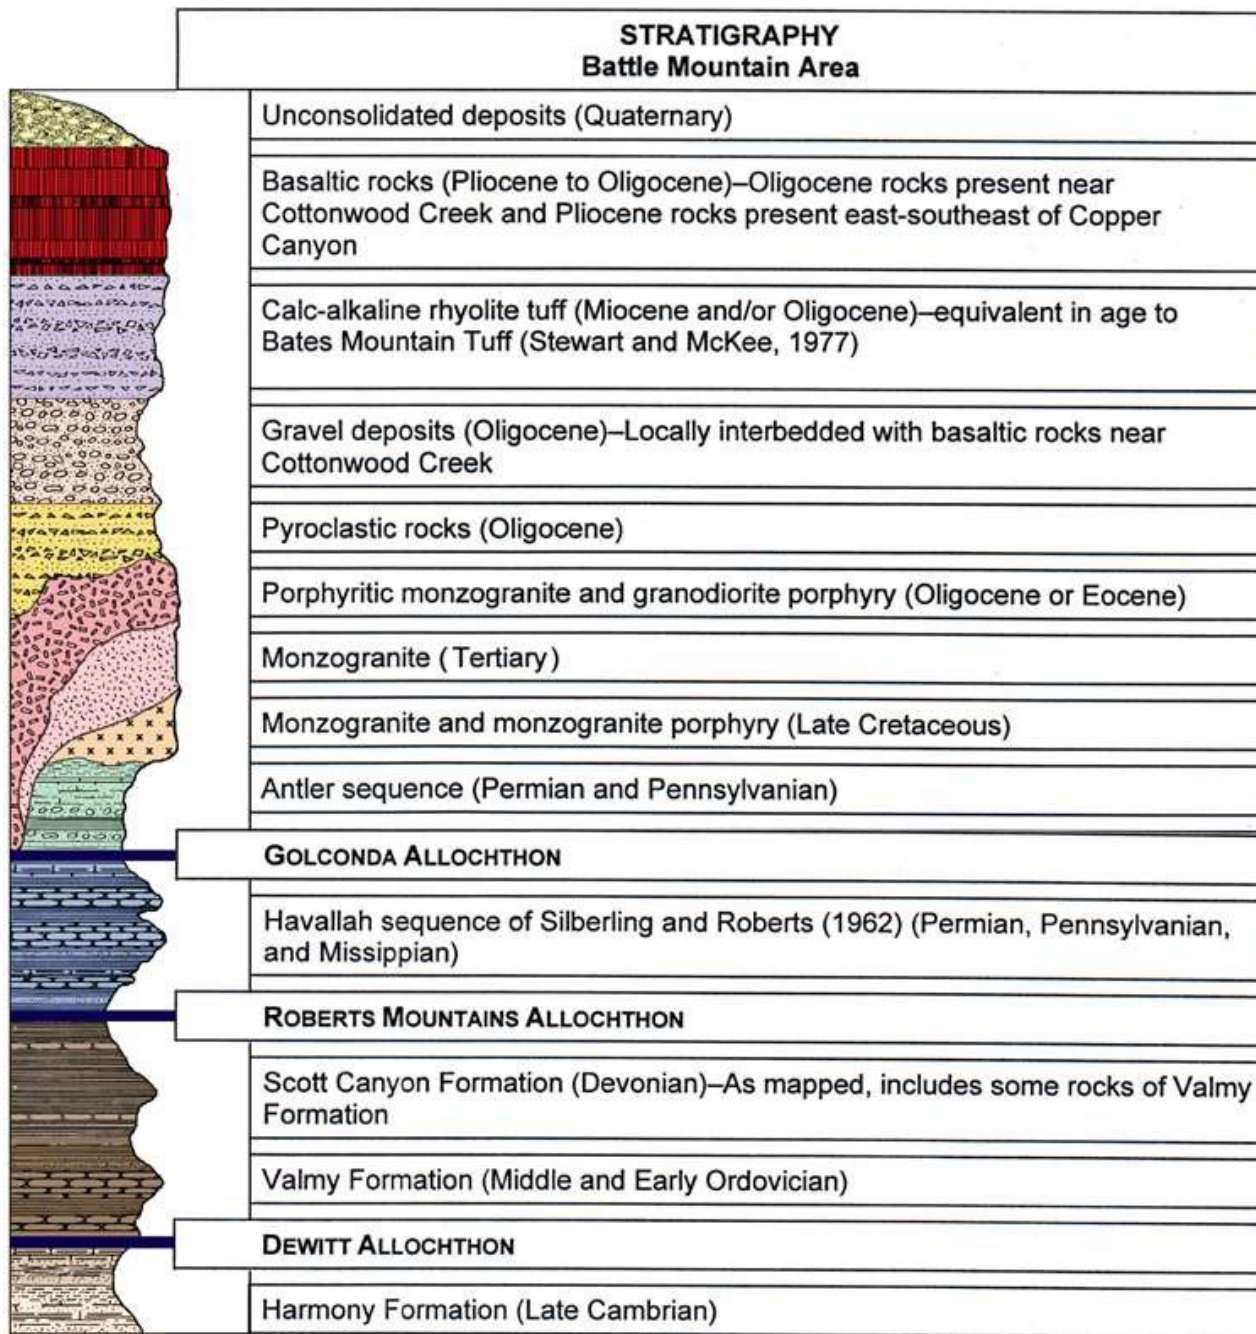 STRATIGRAPHY
Battle Mountain Area
Unconsolidated deposits (Quaternary)
Basaltic rocks (Pliocene to Oligocene)–Oligocene rocks present near
Cottonwood Creek and Pliocene rocks present east-southeast of Copper
Canyon
Calc-alkaline rhyolite tuff (Miocene and/or Oligocene)–equivalent in age to
Bates Mountain Tuff (Stewart and McKee, 1977)
Gravel deposits (Oligocene)–Locally interbedded with basaltic rocks near
Cottonwood Creek
Pyroclastic rocks (Oligocene)
Porphyritic monzogranite and granodiorite porphyry (Oligocene or Eocene)
Monzogranite (Tertiary)
Monzogranite and monzogranite porphyry (Late Cretaceous)
Antler sequence (Permian and Pennsylvanian)
GOLCONDA ALLOCHTHON
Havallah sequence of Silberling and Roberts (1962) (Permian, Pennsylvanian,
and Missippian)
ROBERTS MOUNTAINS ALLOCHTHON
Scott Canyon Formation (Devonian)–As mapped, includes some rocks of Valmy
Formation
Valmy Formation (Middle and Early Ordovician)
DEWITT ALLOCHTHON
Harmony Formation (Late Cambrian)